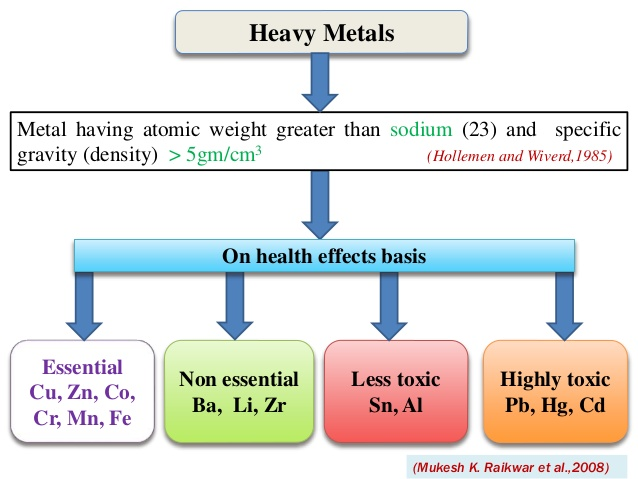 Heavy Metals
Metal having atomic weight greater than sodium (23) and specific
gravity (density) > 5gm/cm³ (Hollemen and Wiverd,1985)
On health effects basis
Essential
Cu, Zn, Co,
Cr, Mn, Fe
Non essential
Ba, Li, Zr
Less toxic
Sn, Al
Highly toxic
Pb, Hg, Cd
(Mukesh K. Raikwar et al.,2008)